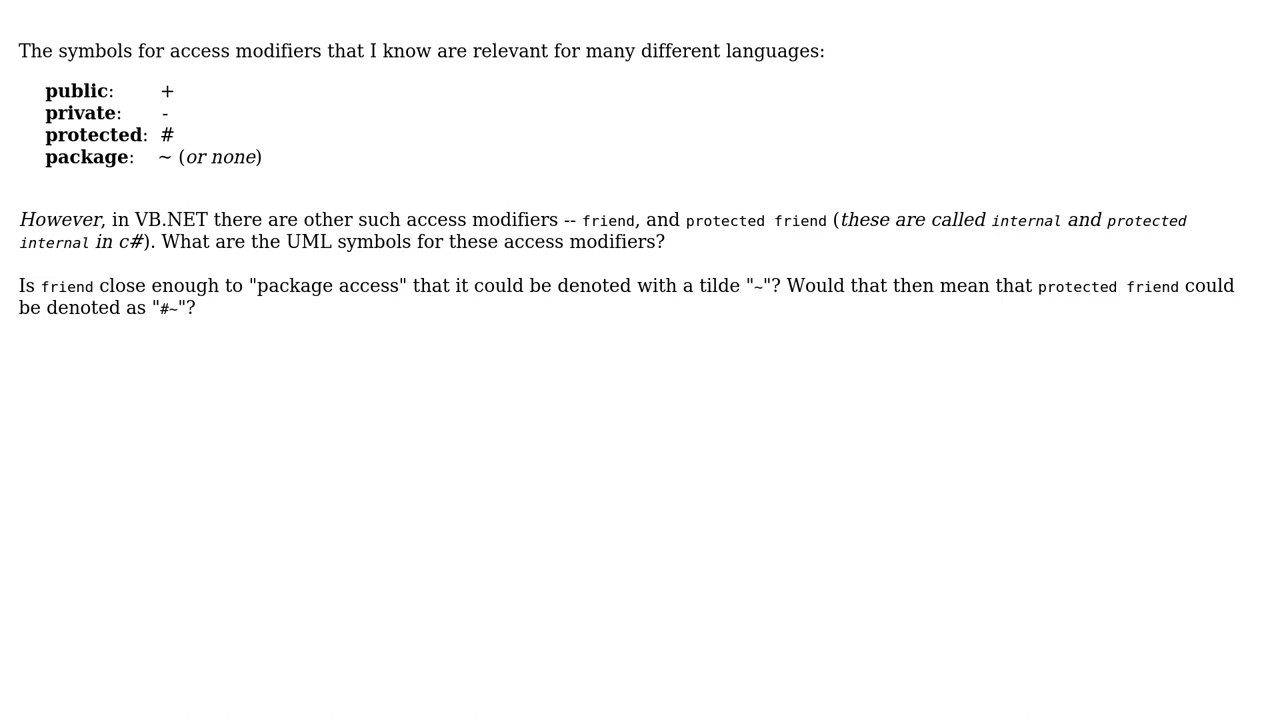 The symbols for access modifiers that I know are relevant for many different languages:
public: +
private: -
protected: #
package: ~ (or none)
However, in VB.NET there are other such access modifiers -- friend, and protected friend (these are called internal and protected
internal in c#). What are the UML symbols for these access modifiers?
Is friend close enough to "package access" that it could be denoted with a tilde "~"? Would that then mean that protected friend could
be denoted as "#~"?